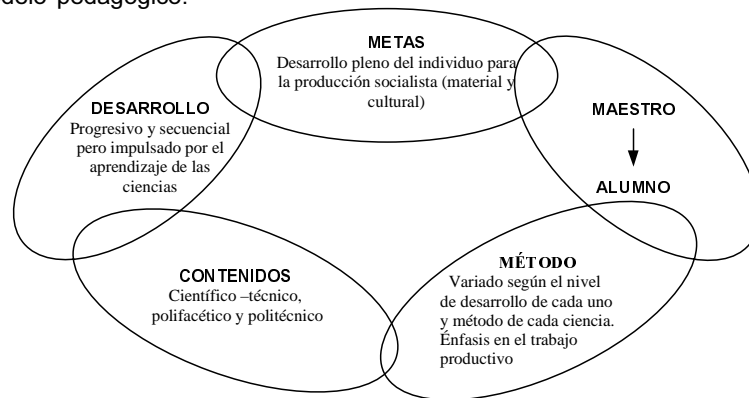 pedagógico.
METAS
Desarrollo pleno del individuo para
la producción socialista (material y
cultural)
DESARROLLO
Progresivo y secuencial
pero impulsado por el
aprendizaje de las
ciencias
MAESTRO
ALUMNO
CONTENIDOS
Científico –técnico,
polifacético y politécnico
MÉTODO
Variado según el nivel
de desarrollo de cada uno
y método de cada ciencia.
Énfasis en el trabajo
productivo